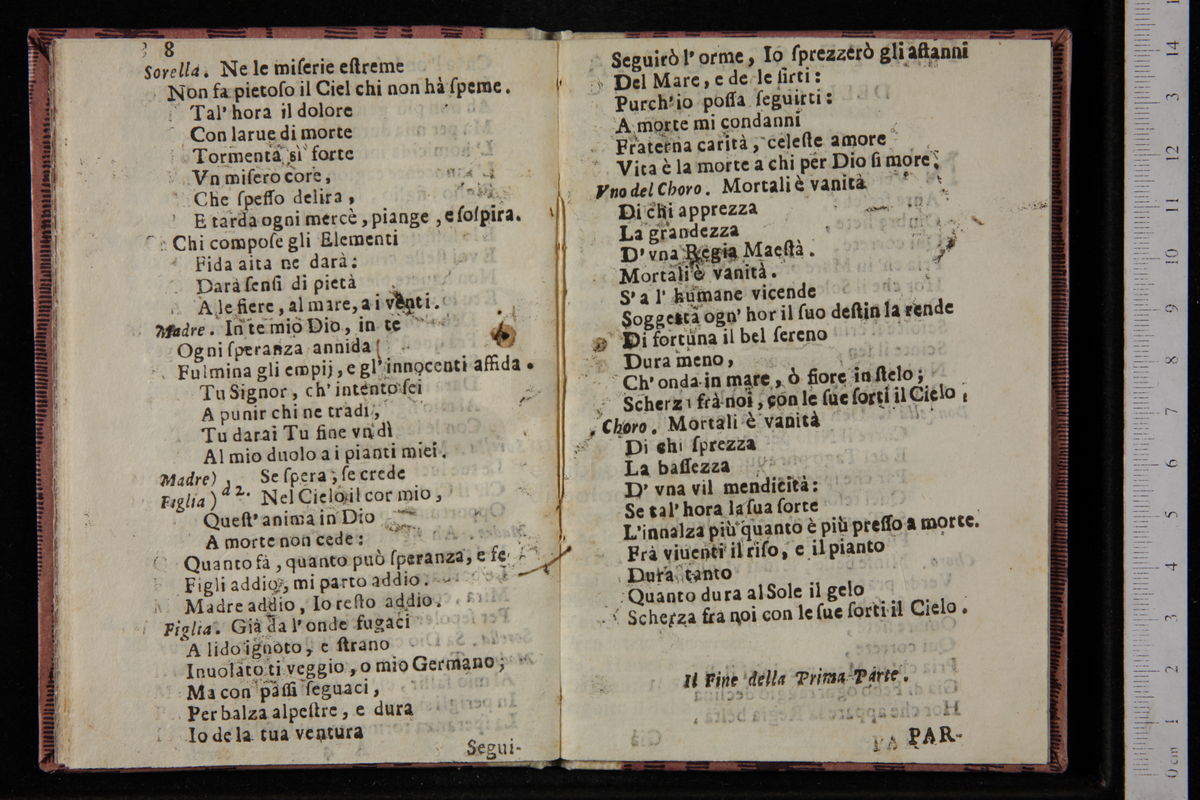 8
Sorella. Ne le miſerie eſtreme
Non fa pietoſo il Ciel chi non hà ſpeme.
Tal' hora il dolore
Con larue di morte
Tormenta sì forte
Vn miſero core,
Che ſpeſſo delira,
E tarda ogni mercè, piange, e ſoſpira.
Chi compoſe gli Elementi
Fida aita ne darà:
Darà ſenſi di pietà
A le fiere, al mare, a i venti.
Madre. In te mio Dio, in te
Ogni ſperanza annida
Fulmina gli empij, e gl' innocenti affida.
Tu Signor, ch' intento ſei
A punir chi ne tradì,
Tu darai Tu fine vn dì
Al mio duolo a i pianti miei.
Madre) Se ſpera, ſe crede
Figlia) a 2. Nel Cielo il cor mio,
Queſt' anima in Dio
A morte non cede:
Quanto fà, quanto può ſperanza, e fe
Figli addio, mi parto addio.
Madre addio, Io reſto addio.
Figlia. Già da l' onde fugaci
A lido ignoto, e ſtrano
Inuolato ti veggio, o mio Germano;
Ma con paſſi ſeguaci,
Per balza alpeſtre, e dura
Io de la tua ventura
Segui-
Seguirò l' orme, Io ſprezzerò gli aſtanni
Del Mare, e de le ſirti:
Purch' io poſſa ſeguirti:
A morte mi condanni
Fraterna carità, celeſte amore
Vita è la morte a chi per Dio ſi more.
Vno del Choro. Mortali è vanità
Di chi apprezza
La grandezza
D' vna Regia Maeſtà.
Mortali è vanità.
S' a l' humane vicende
Soggetta ogn' hor il ſuo deſtin la rende
Di fortuna il bel ſereno
Dura meno,
Ch' onda in mare, ò fiore in ſtelo;
Scherzi frà noi, con le ſue ſorti il Cielo.
Choro. Mortali è vanità
Di chi ſprezza
La baſſezza
D' vna vil mendicità:
Se tal' hora la ſua ſorte
L'innalza più quanto è più preſſo a morte.
Frà viuenti il riſo, e il pianto
Dura tanto
Quanto dura al Sole il gelo
Scherza fra noi con le ſue ſorti il Cielo.
Il Fine della Prima Parte.
PAR-